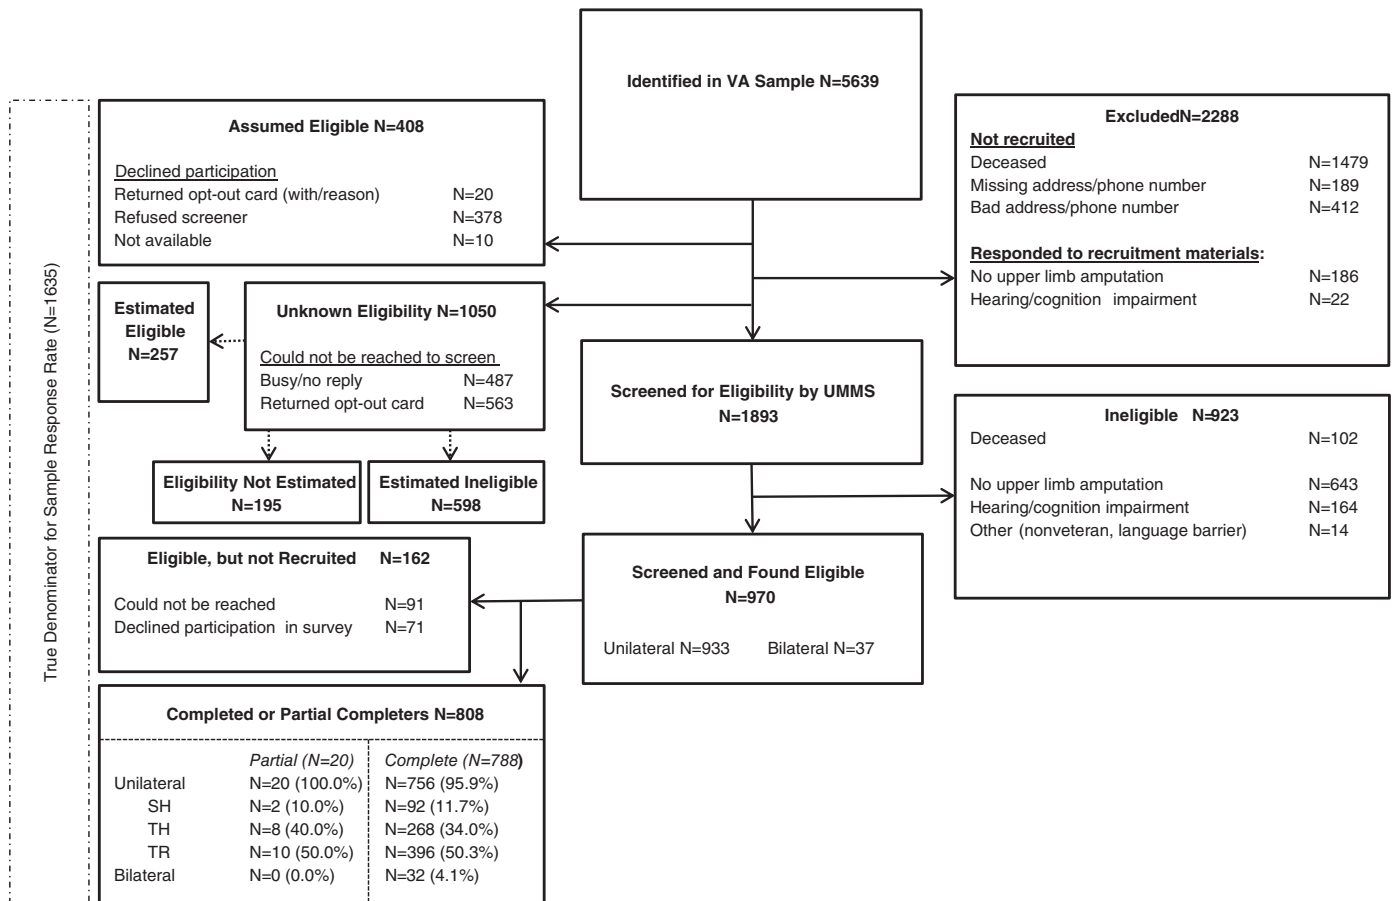 Identified in VA Sample N=5639
Assumed Eligible N=408
Declined participation
Returned opt-out card (with/reason) N=20
Refused screener N=378
Not available N=10
ExcludedN=2288
Not recruited
Deceased N=1479
Missing address/phone number N=189
Bad address/phone number N=412
Responded to recruitment materials:
No upper limb amputation N=186
Hearing/cognition impairment N=22
True Denominator for Sample Response Rate (N=1635)
Estimated
Eligible
N=257
Unknown Eligibility N=1050
Could not be reached to screen
Busy/no reply N=487
Returned opt-out card N=563
Screened for Eligibility by UMMS
N=1893
Eligibility Not Estimated
N=195
Estimated Ineligible
N=598
Ineligible N=923
Deceased N=102
No upper limb amputation N=643
Hearing/cognition impairment N=164
Other (nonveteran, language barrier) N=14
Eligible, but not Recruited N=162
Could not be reached N=91
Declined participation in survey N=71
Screened and Found Eligible
N=970
Unilateral N=933 Bilateral N=37
Completed or Partial Completers N=808
Partial (N=20) Complete (N=788)
Unilateral N=20 (100.0%) N=756 (95.9%)
SH N=2 (10.0%) N=92 (11.7%)
TH N=8 (40.0%) N=268 (34.0%)
TR N=10 (50.0%) N=396 (50.3%)
Bilateral N=0 (0.0%) N=32 (4.1%)